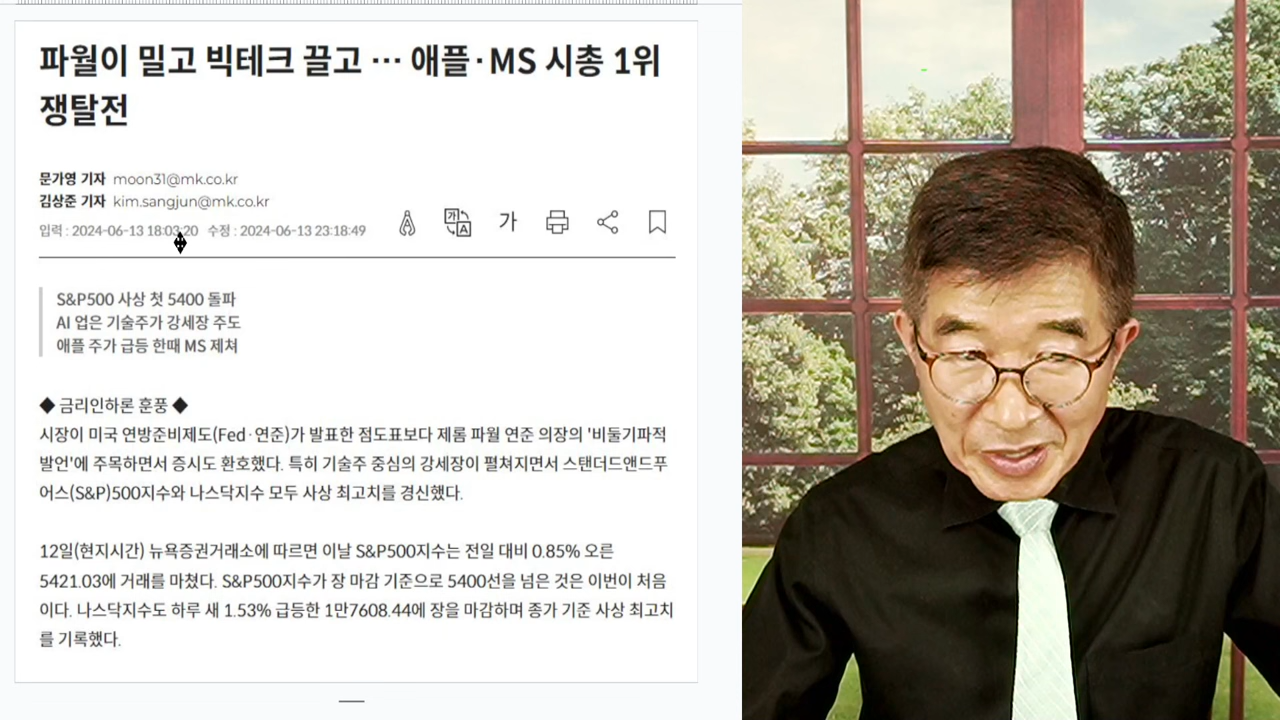 파월이 밀고 빅테크 끌고 … 애플·MS 시총 1위
쟁탈전
문가영 기자 moon31@mk.co.kr
김상준 기자 kim.sangjun@mk.co.kr
입력 : 2024-06-13 18:03:20 수정 : 2024-06-13 23:18:49
가
A
가
S&P500 사상 첫 5400 돌파
AI 업은 기술주가 강세장 주도
애플 주가 급등 한때 MS 제쳐
◆ 금리인하론 훈풍 ◆
시장이 미국 연방준비제도(Fed·연준)가 발표한 점도표보다 제롬 파월 연준 의장의 '비둘기파적
발언'에 주목하면서 증시도 환호했다. 특히 기술주 중심의 강세장이 펼쳐지면서 스탠더드앤드푸
어스(S&P)500지수와 나스닥지수 모두 사상 최고치를 경신했다.
12일(현지시간) 뉴욕증권거래소에 따르면 이날 S&P500지수는 전일 대비 0.85% 오른
5421.03에 거래를 마쳤다. S&P500지수가 장 마감 기준으로 5400선을 넘은 것은 이번이 처음
이다. 나스닥지수도 하루 새 1.53% 급등한 1만7608.44에 장을 마감하며 종가 기준 사상 최고치
를 기록했다.